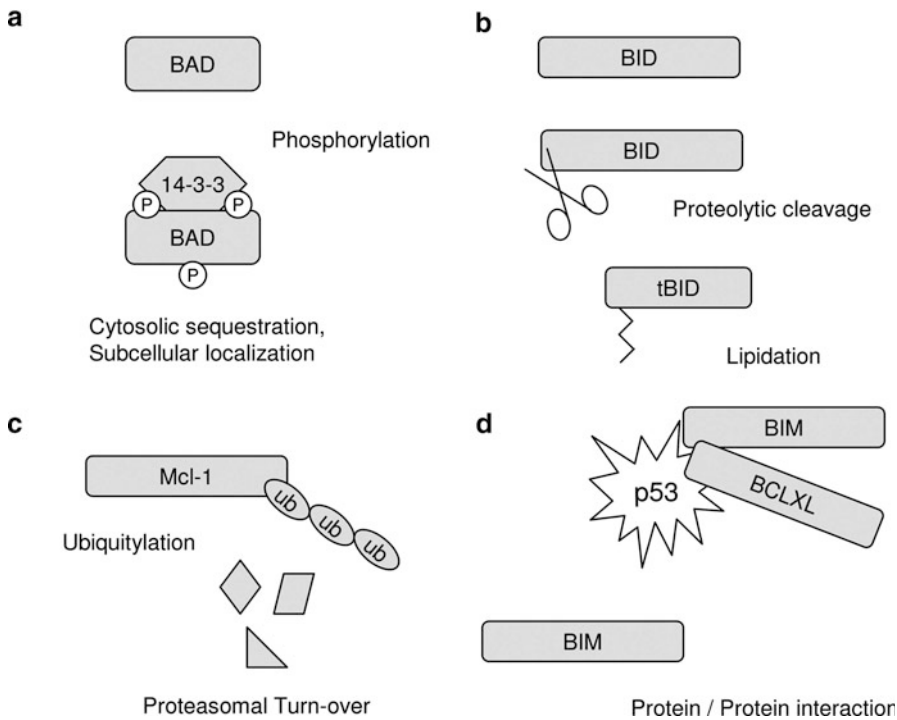 a
BAD
Phosphorylation
14-3-3
P
P
BAD
P
Cytosolic sequestration,
Subcellular localization
b
BID
BID
Proteolytic cleavage
tBID
Lipidation
c
Mcl-1
ub
ub
ub
Ubiquitylation
Proteasomal Turn-over
d
BIM
BCLXL
p53
BIM
Protein / Protein interaction